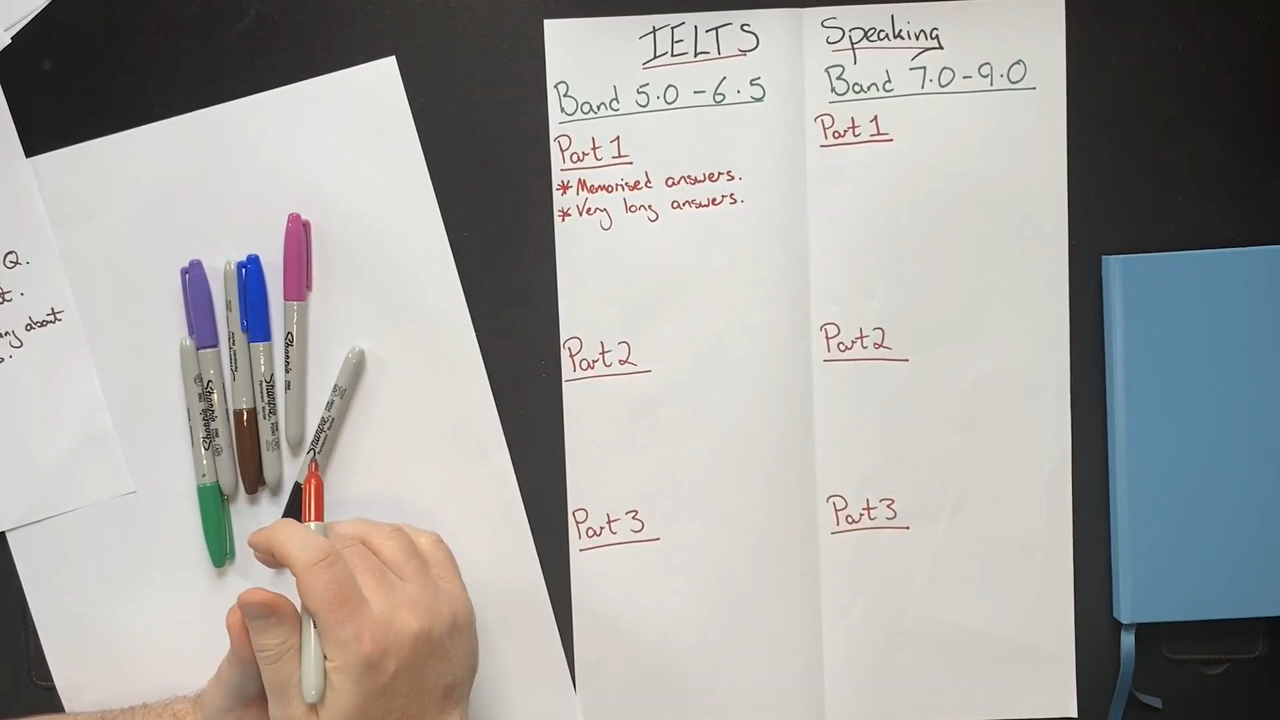 IELTS Speaking
Band 5.0-6.5
Part 1
*Memorised answers.
*Very long answers.
Part 2
Part 3
Band 7.0-9.0
Part 1
Part 2
Part 3
Q.
about
Sharpie
Sharpie
Sharpie
Sharpie